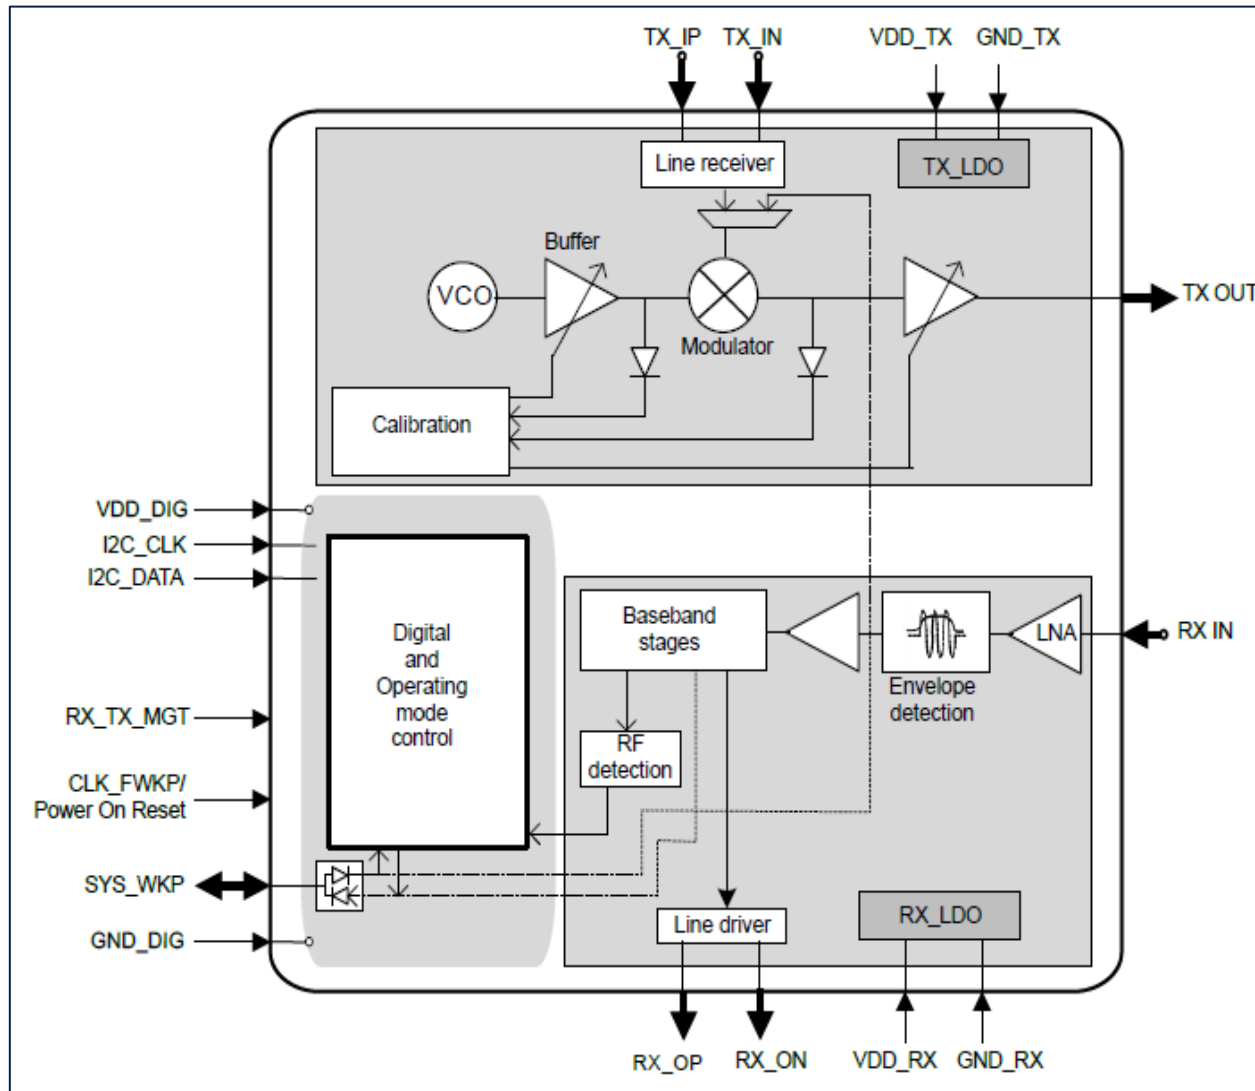 TX_IP
TX_IN
VDD_TX
GND_TX
Line receiver
TX_LDO
Buffer
VCO
TX OUT
Modulator
Calibration
VDD_DIG
I2C_CLK
I2C_DATA
Digital
and
Operating
mode
control
Baseband
stages
LNA
RX IN
Envelope
detection
RX_TX_MGT
RF
detection
CLK_FWKP/
Power On Reset
SYS_WKP
Line driver
RX_LDO
GND_DIG
RX_OP
RX_ON
VDD_RX
GND_RX